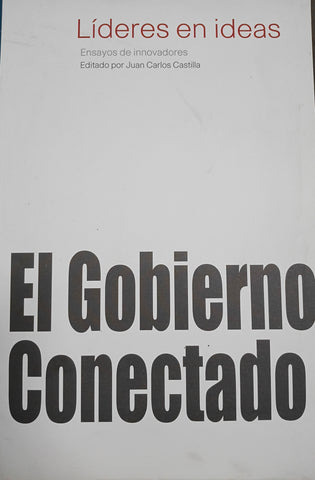 Líderes en ideas
Ensayos de innovadores
Editado por Juan Carlos Castilla
El Gobierno
Conectado